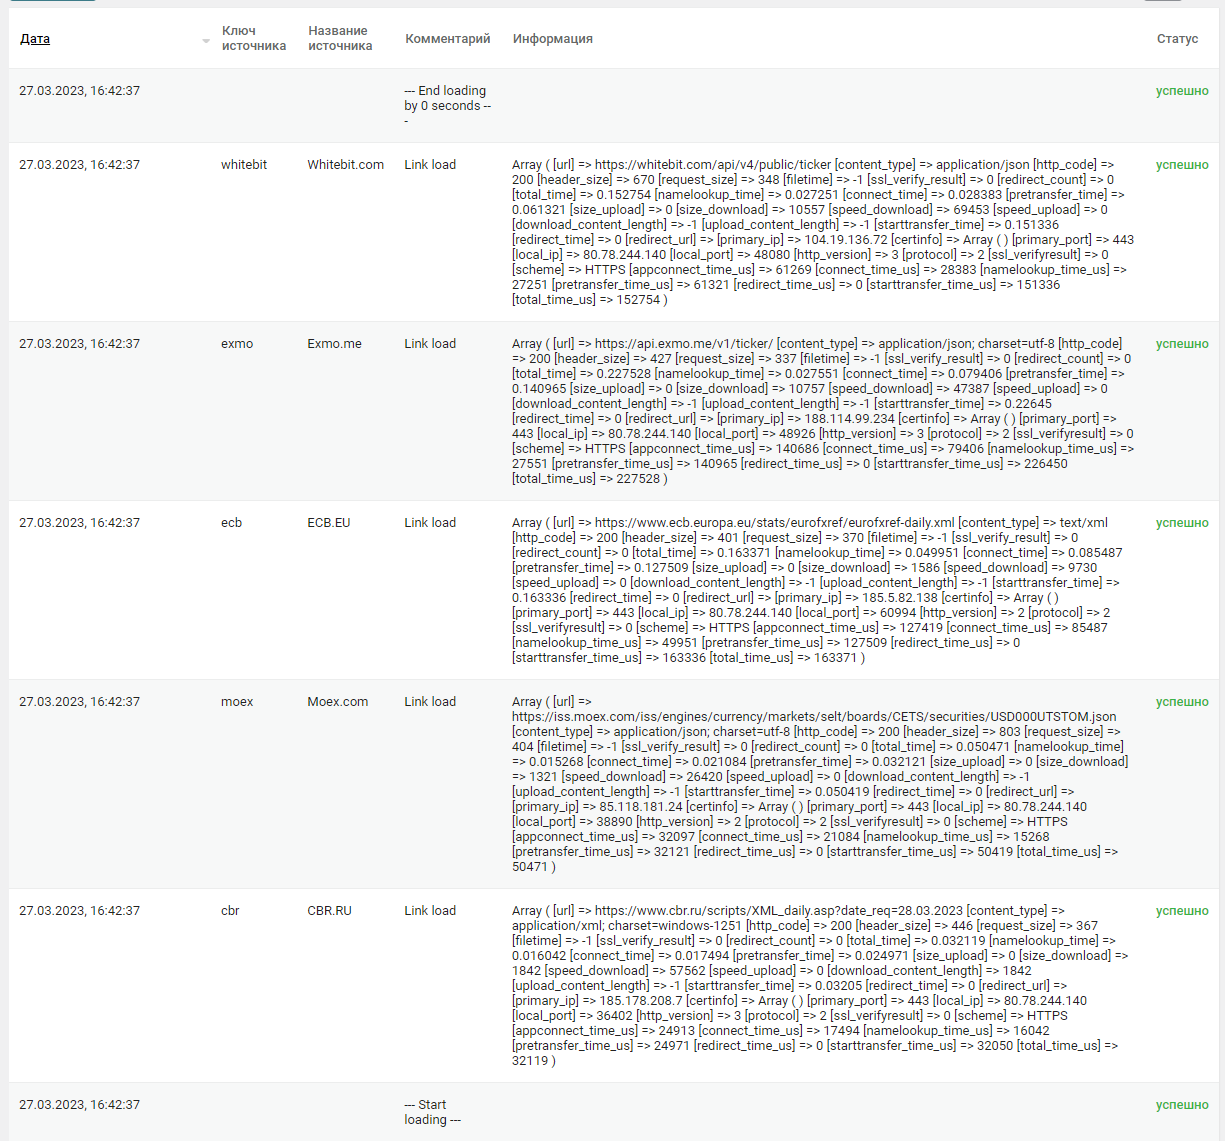 Дата
Ключ
источника
Название
источника
Комментарий
Информация
Статус
27.03.2023, 16:42:37
--- End loading
by 0 seconds --
-
успешно
27.03.2023, 16:42:37
whitebit
Whitebit.com
Link load
Array ( [url] => https://whitebit.com/api/v4/public/ticker [content_type] => application/json [http_code] =>
200 [header_size] => 670 [request_size] => 348 [filetime] => -1 [ssl_verify_result] => 0 [redirect_count] => 0
[total_time] => 0.152754 [namelookup_time] => 0.027251 [connect_time] => 0.028383 [pretransfer_time] =>
0.061321 [size_upload] => 0 [size_download] => 10557 [speed_download] => 69453 [speed_upload] => 0
[download_content_length] => -1 [upload_content_length] => -1 [starttransfer_time] => 0.151336
[redirect_time] => 0 [redirect_url] => [primary_ip] => 104.19.136.72 [certinfo] => Array ( ) [primary_port] => 443
[local_ip] => 80.78.244.140 [local_port] => 48080 [http_version] => 3 [protocol] => 2 [ssl_verifyresult] => 0
[scheme] => HTTPS [appconnect_time_us] => 61269 [connect_time_us] => 28383 [namelookup_time_us] =>
27251 [pretransfer_time_us] => 61321 [redirect_time_us] => 0 [starttransfer_time_us] => 151336
[total_time_us] => 152754 )
успешно
27.03.2023, 16:42:37
exmo
Exmo.me
Link load
Array ( [url] => https://api.exmo.me/v1/ticker/ [content_type] => application/json; charset=utf-8 [http_code]
=> 200 [header_size] => 427 [request_size] => 337 [filetime] => -1 [ssl_verify_result] => 0 [redirect_count] => 0
[total_time] => 0.227528 [namelookup_time] => 0.027551 [connect_time] => 0.079406 [pretransfer_time] =>
0.140965 [size_upload] => 0 [size_download] => 10757 [speed_download] => 47387 [speed_upload] => 0
[download_content_length] => -1 [upload_content_length] => -1 [starttransfer_time] => 0.22645
[redirect_time] => 0 [redirect_url] => [primary_ip] => 188.114.99.234 [certinfo] => Array ( ) [primary_port] =>
443 [local_ip] => 80.78.244.140 [local_port] => 48926 [http_version] => 3 [protocol] => 2 [ssl_verifyresult] => 0
[scheme] => HTTPS [appconnect_time_us] => 140686 [connect_time_us] => 79406 [namelookup_time_us] =>
27551 [pretransfer_time_us] => 140965 [redirect_time_us] => 0 [starttransfer_time_us] => 226450
[total_time_us] => 227528 )
успешно
27.03.2023, 16:42:37
ecb
ECB.EU
Link load
Array ( [url] => https://www.ecb.europa.eu/stats/eurofxref/eurofxref-daily.xml [content_type] => text/xml
[http_code] => 200 [header_size] => 401 [request_size] => 370 [filetime] => -1 [ssl_verify_result] => 0
[redirect_count] => 0 [total_time] => 0.163371 [namelookup_time] => 0.049951 [connect_time] => 0.085487
[pretransfer_time] => 0.127509 [size_upload] => 0 [size_download] => 1586 [speed_download] => 9730
[speed_upload] => 0 [download_content_length] => -1 [upload_content_length] => -1 [starttransfer_time] =>
0.163336 [redirect_time] => 0 [redirect_url] => [primary_ip] => 185.5.82.138 [certinfo] => Array ( )
[primary_port] => 443 [local_ip] => 80.78.244.140 [local_port] => 60994 [http_version] => 2 [protocol] => 2
[ssl_verifyresult] => 0 [scheme] => HTTPS [appconnect_time_us] => 127419 [connect_time_us] => 85487
[namelookup_time_us] => 49951 [pretransfer_time_us] => 127509 [redirect_time_us] => 0
[starttransfer_time_us] => 163336 [total_time_us] => 163371 )
успешно
27.03.2023, 16:42:37
moex
Moex.com
Link load
Array ( [url] =>
https://iss.moex.com/iss/engines/currency/markets/selt/boards/CETS/securities/USD000UTSTOM.json
[content_type] => application/json; charset=utf-8 [http_code] => 200 [header_size] => 803 [request_size] =>
404 [filetime] => -1 [ssl_verify_result] => 0 [redirect_count] => 0 [total_time] => 0.050471 [namelookup_time]
=> 0.015268 [connect_time] => 0.021084 [pretransfer_time] => 0.032121 [size_upload] => 0 [size_download]
=> 1321 [speed_download] => 26420 [speed_upload] => 0 [download_content_length] => -1
[upload_content_length] => -1 [starttransfer_time] => 0.050419 [redirect_time] => 0 [redirect_url] =>
[primary_ip] => 85.118.181.24 [certinfo] => Array ( ) [primary_port] => 443 [local_ip] => 80.78.244.140
[local_port] => 38890 [http_version] => 2 [protocol] => 2 [ssl_verifyresult] => 0 [scheme] => HTTPS
[appconnect_time_us] => 32097 [connect_time_us] => 21084 [namelookup_time_us] => 15268
[pretransfer_time_us] => 32121 [redirect_time_us] => 0 [starttransfer_time_us] => 50419 [total_time_us] =>
50471 )
успешно
27.03.2023, 16:42:37
cbr
CBR.RU
Link load
Array ( [url] => https://www.cbr.ru/scripts/XML_daily.asp?date_req=28.03.2023 [content_type] =>
application/xml; charset=windows-1251 [http_code] => 200 [header_size] => 446 [request_size] => 367
[filetime] => -1 [ssl_verify_result] => 0 [redirect_count] => 0 [total_time] => 0.032119 [namelookup_time] =>
0.016042 [connect_time] => 0.017494 [pretransfer_time] => 0.024971 [size_upload] => 0 [size_download] =>
1842 [speed_download] => 57562 [speed_upload] => 0 [download_content_length] => 1842
[upload_content_length] => -1 [starttransfer_time] => 0.03205 [redirect_time] => 0 [redirect_url] =>
[primary_ip] => 185.178.208.7 [certinfo] => Array ( ) [primary_port] => 443 [local_ip] => 80.78.244.140
[local_port] => 36402 [http_version] => 3 [protocol] => 2 [ssl_verifyresult] => 0 [scheme] => HTTPS
[appconnect_time_us] => 24913 [connect_time_us] => 17494 [namelookup_time_us] => 16042
[pretransfer_time_us] => 24971 [redirect_time_us] => 0 [starttransfer_time_us] => 32050 [total_time_us] =>
32119 )
успешно
27.03.2023, 16:42:37
--- Start
loading ---
успешно